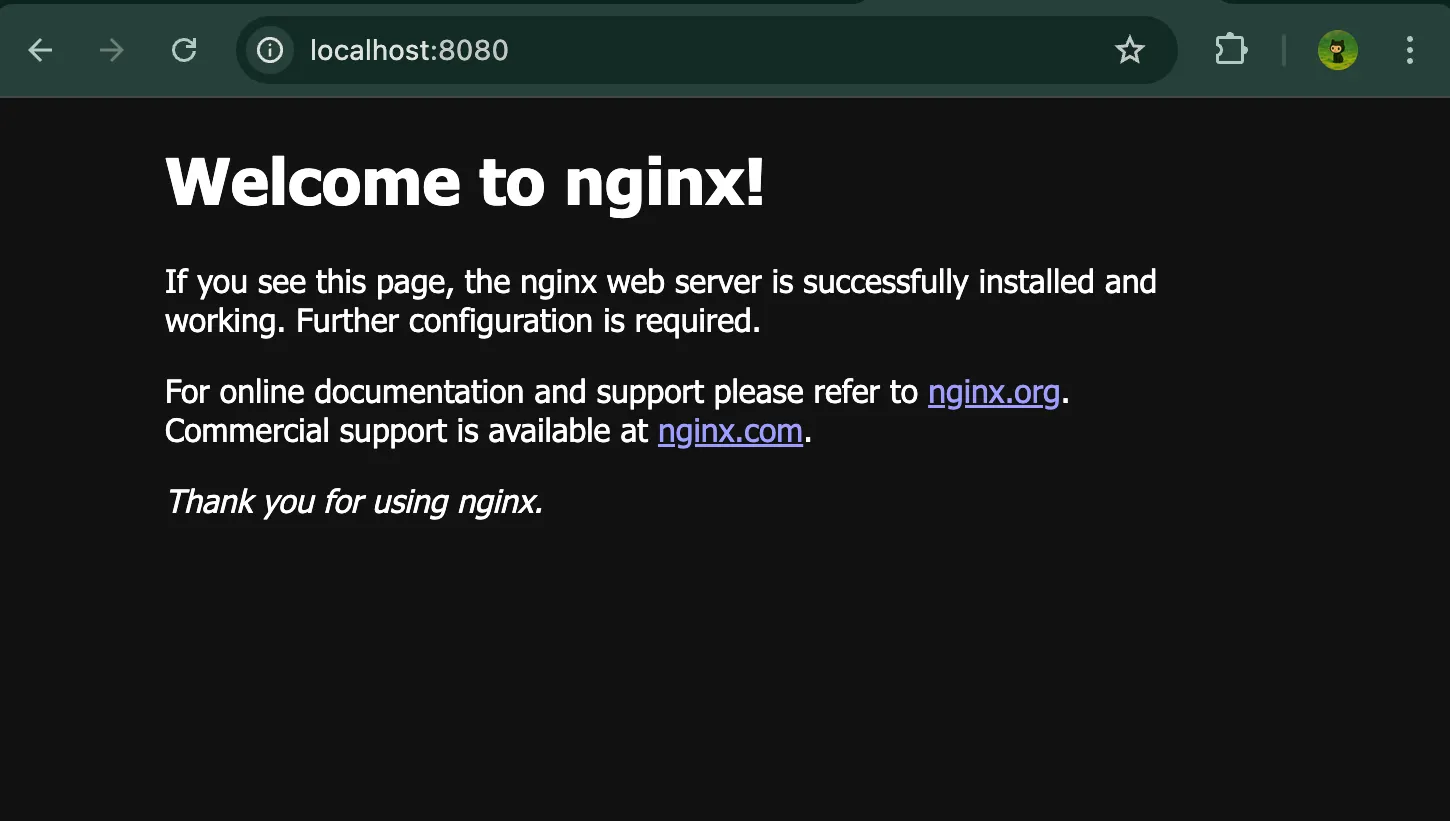 localhost:8080
Welcome to nginx!
If you see this page, the nginx web server is successfully installed and
working. Further configuration is required.
For online documentation and support please refer to nginx.org.
Commercial support is available at nginx.com.
Thank you for using nginx.